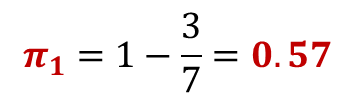 π₁ = 1 − 3/7 = 0.57